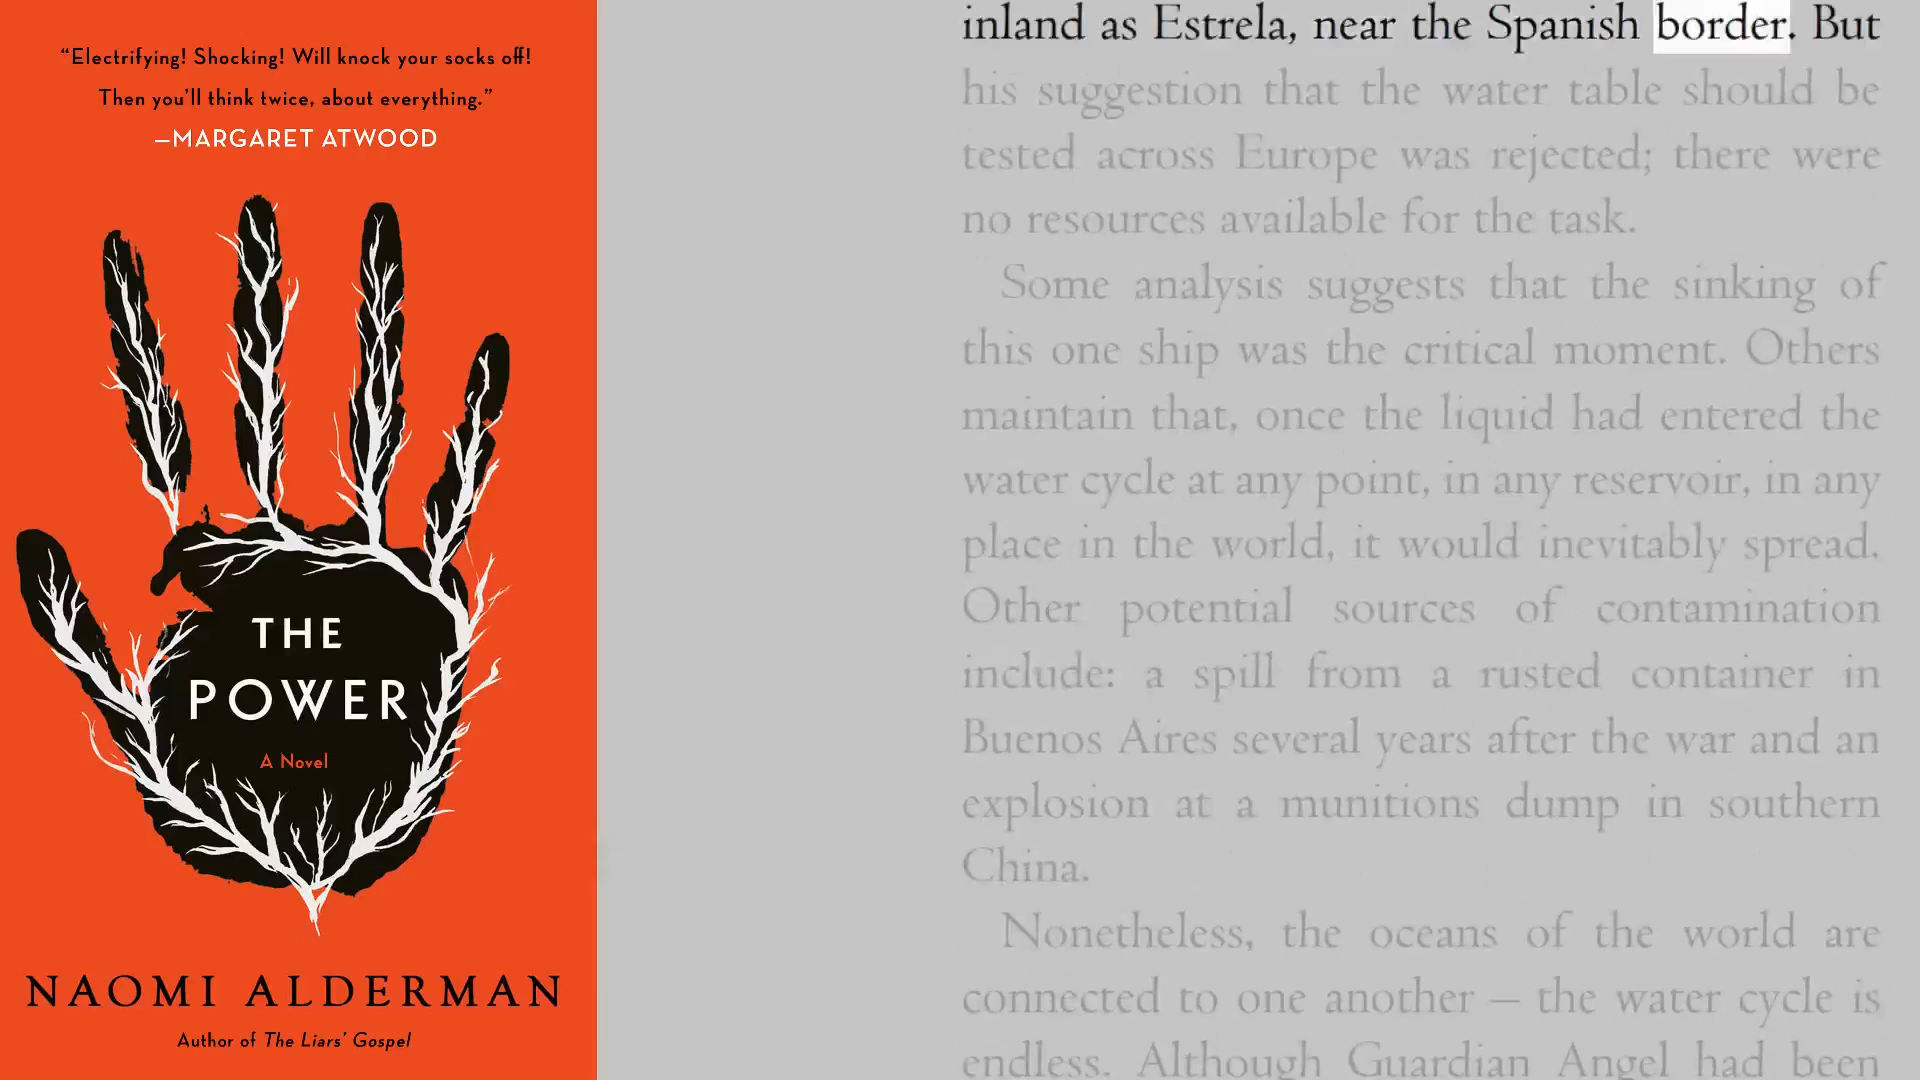 “Electrifying! Shocking! Will knock your socks off!
Then you’ll think twice, about everything.”
—MARGARET ATWOOD
THE
POWER
A Novel
NAOMI ALDERMAN
Author of The Liars’ Gospel
inland as Estrela, near the Spanish border. But
his suggestion that the water table should be
tested across Europe was rejected; there were
no resources available for the task.
Some analysis suggests that the sinking of
this one ship was the critical moment. Others
maintain that, once the liquid had entered the
water cycle at any point, in any reservoir, in any
place in the world, it would inevitably spread.
Other potential sources of contamination
include: a spill from a rusted container in
Buenos Aires several years after the war and an
explosion at a munitions dump in southern
China.
Nonetheless, the oceans of the world are
connected to one another – the water cycle is
endless. Although Guardian Angel had been